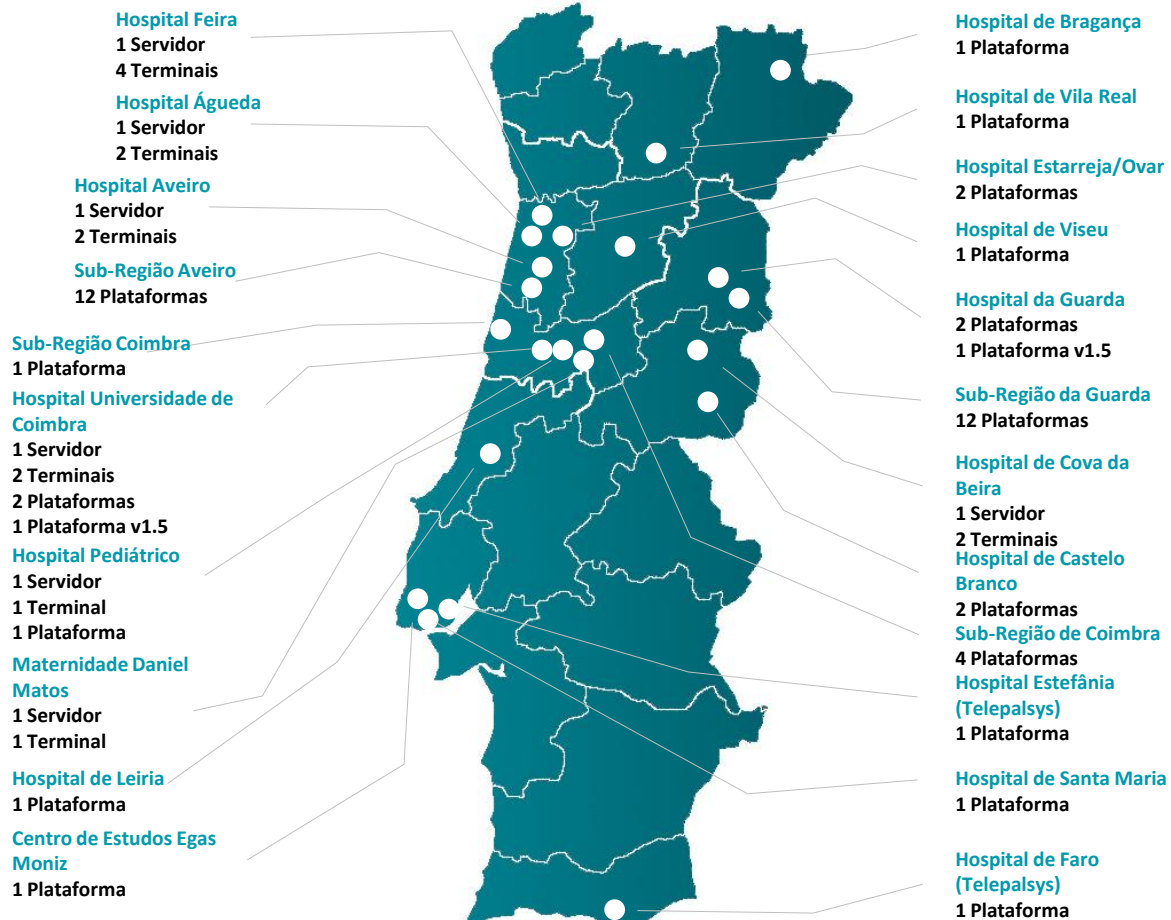 Hospital Feira
1 Servidor
4 Terminais
Hospital Águeda
1 Servidor
2 Terminais
Hospital Aveiro
1 Servidor
2 Terminais
Sub-Região Aveiro
12 Plataformas
Sub-Região Coimbra
1 Plataforma
Hospital Universidade de
Coimbra
1 Servidor
2 Terminais
2 Plataformas
1 Plataforma v1.5
Hospital Pediátrico
1 Servidor
1 Terminal
1 Plataforma
Maternidade Daniel
Matos
1 Servidor
1 Terminal
Hospital de Leiria
1 Plataforma
Centro de Estudos Egas
Moniz
1 Plataforma
Hospital de Bragança
1 Plataforma
Hospital de Vila Real
1 Plataforma
Hospital Estarreja/Ovar
2 Plataformas
Hospital de Viseu
1 Plataforma
Hospital da Guarda
2 Plataformas
1 Plataforma v1.5
Sub-Região da Guarda
12 Plataformas
Hospital de Cova da
Beira
1 Servidor
2 Terminais
Hospital de Castelo
Branco
2 Plataformas
Sub-Região de Coimbra
4 Plataformas
Hospital Estefânia
(Telepalsys)
1 Plataforma
Hospital de Santa Maria
1 Plataforma
Hospital de Faro
(Telepalsys)
1 Plataforma